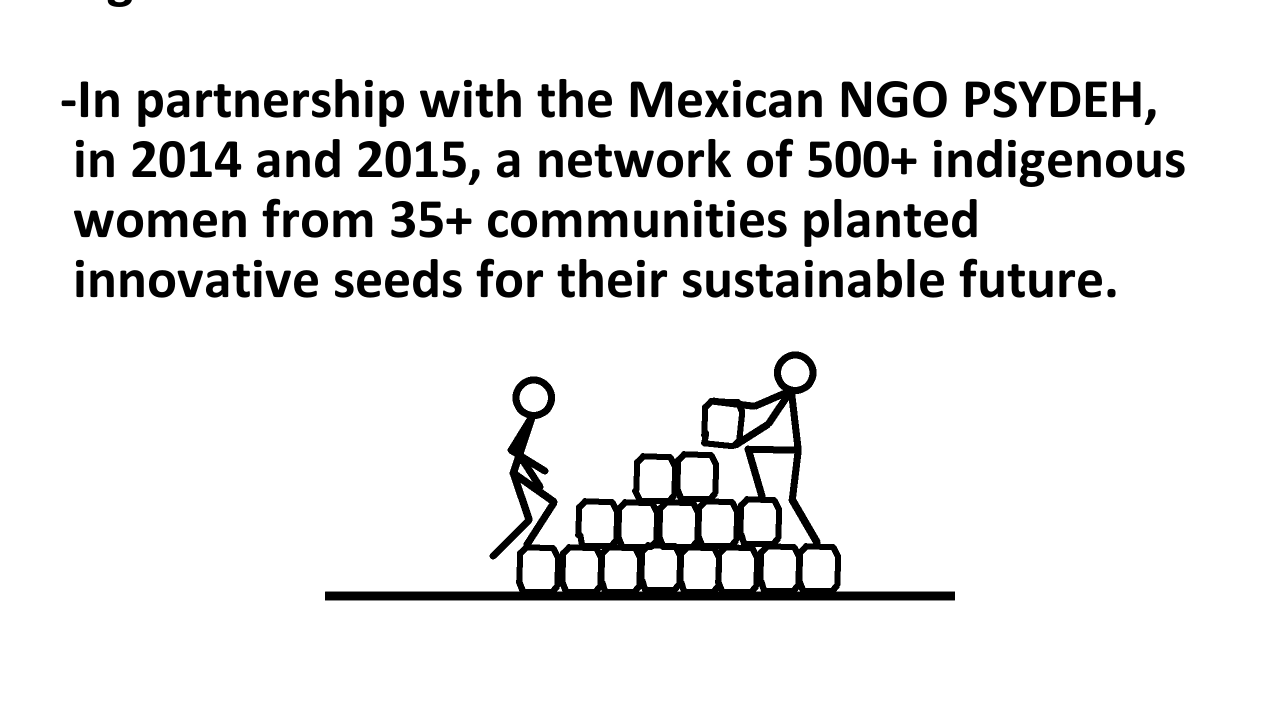 -In partnership with the Mexican NGO PSYDEH,
in 2014 and 2015, a network of 500+ indigenous
women from 35+ communities planted
innovative seeds for their sustainable future.